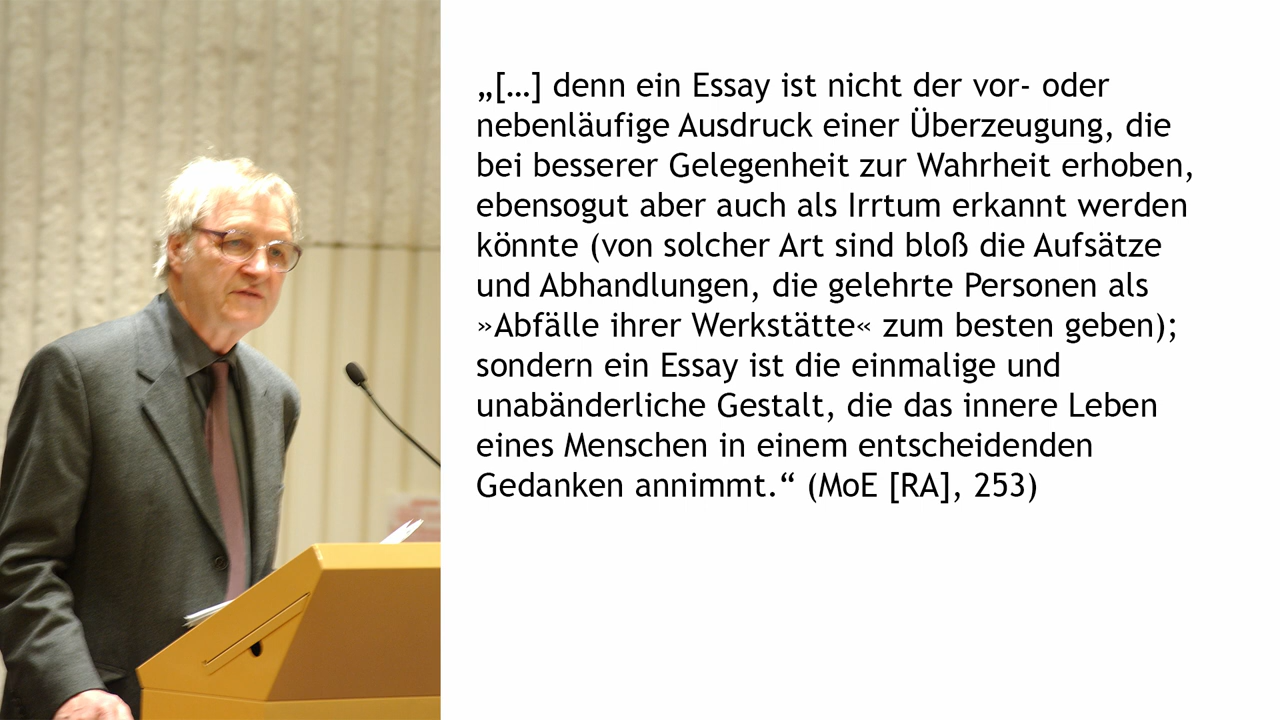 „[…] denn ein Essay ist nicht der vor- oder
nebenläufige Ausdruck einer Überzeugung, die
bei besserer Gelegenheit zur Wahrheit erhoben,
ebensogut aber auch als Irrtum erkannt werden
könnte (von solcher Art sind bloß die Aufsätze
und Abhandlungen, die gelehrte Personen als
»Abfälle ihrer Werkstätte« zum besten geben);
sondern ein Essay ist die einmalige und
unabänderliche Gestalt, die das innere Leben
eines Menschen in einem entscheidenden
Gedanken annimmt.“ (MoE [RA], 253)